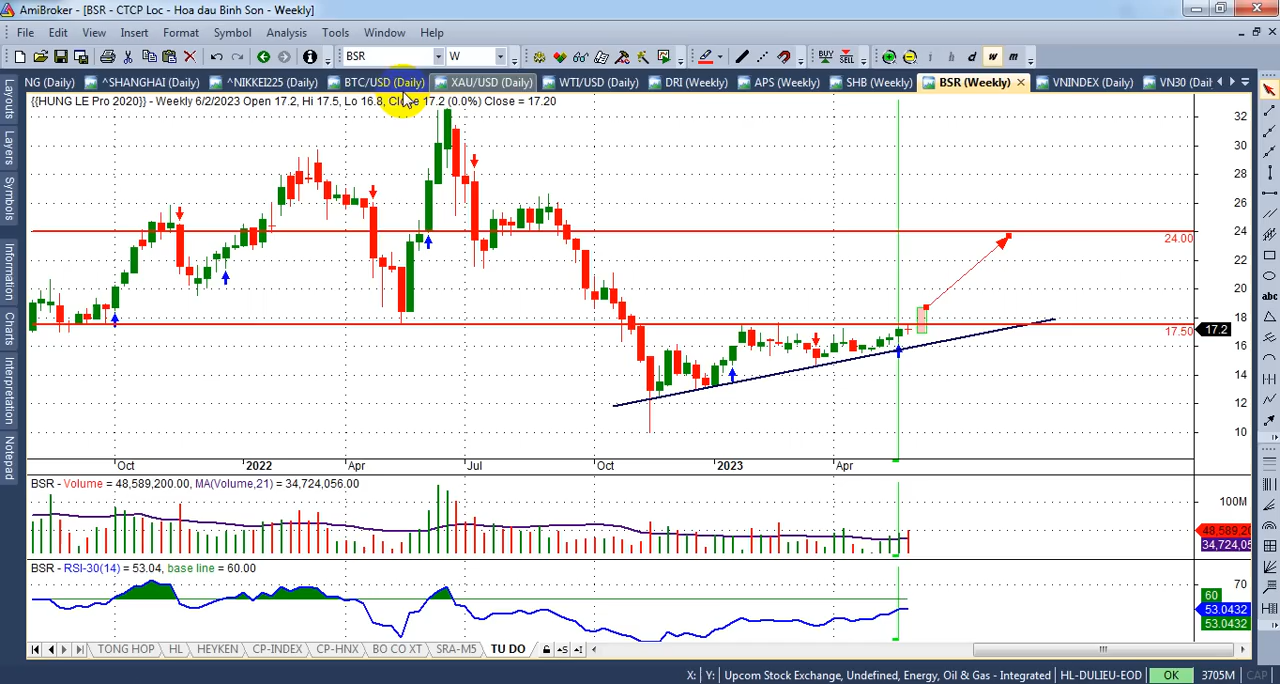 AmiBroker - [BSR - CTCP Loc - Hoa dau Binh Son - Weekly]
File Edit View Insert Format Symbol Analysis Tools Window Help
BSR W BUY SELL i h d w m
NG (Daily) ^SHANGHAI (Daily) ^NIKKEI225 (Daily) BTC/USD (Daily) XAU/USD (Daily) WTI/USD (Daily) DRI (Weekly) APS (Weekly) SHB (Weekly) BSR (Weekly) VNINDEX (Daily) VN30 (Dail
{{HUNG LE Pro 2020}} - Weekly 6/2/2023 Open 17.2, Hi 17.5, Lo 16.8, Close 17.2 (0.0%) Close = 17.20
Layouts
Layers
Symbols
Information
Charts
Interpretation
Notepad
32
30
28
26
24
24.00
22
20
18
17.50
17.2
16
14
12
10
abc
Oct 2022 Apr Jul Oct 2023 Apr
BSR - Volume = 48,589,200.00, MA(Volume,21) = 34,724,056.00
100M
48,589,20
34,724,05
BSR - RSI-30(14) = 53.04, base line = 60.00
70
60
53.0432
53.0432
TONG HOP HL HEYKEN CP-INDEX CP-HNX BO CO XT SRA-M5 TU DO
X: Y: Upcom Stock Exchange, Undefined, Energy, Oil & Gas - Integrated HL-DULIEU-EOD OK 3705M CAP